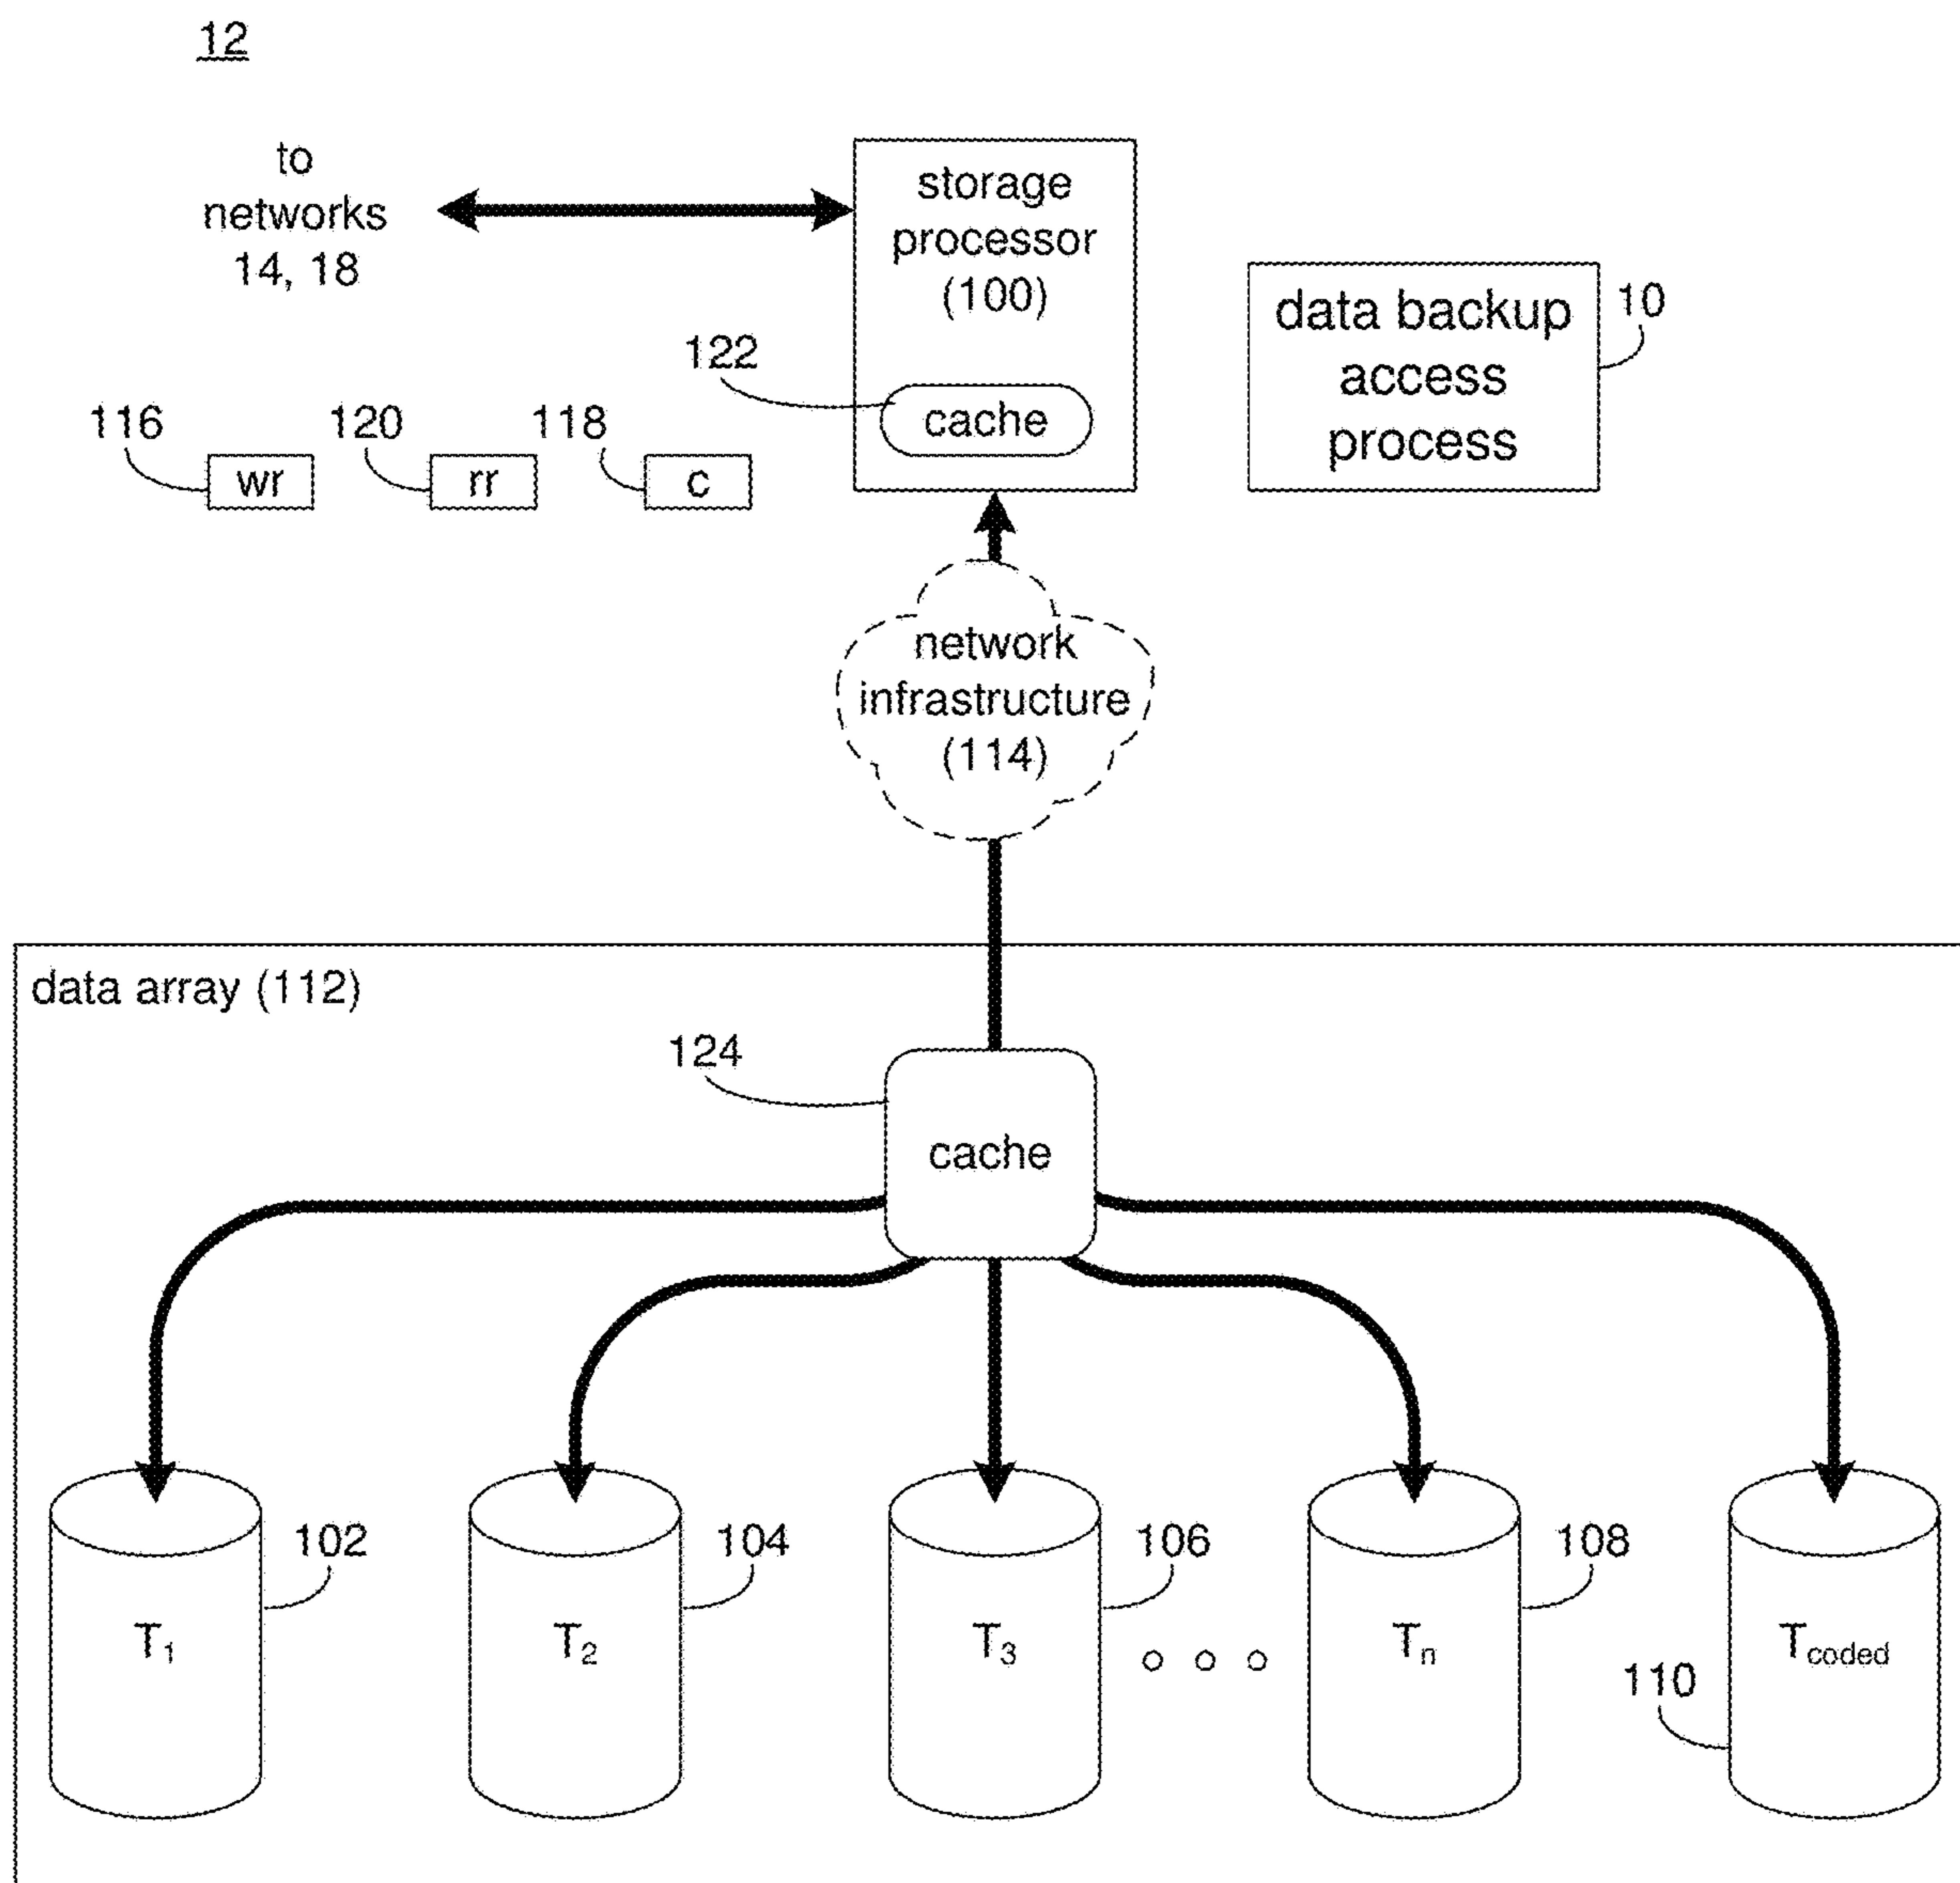 12
to
networks
14, 18
storage
processor
(100)
122
cache
data backup
access
process
10
116
120
118
wr
rr
c
network
infrastructure
(114)
data array (112)
124
cache
102
104
106
108
T1
T2
T3
Tn
Tcoded
110